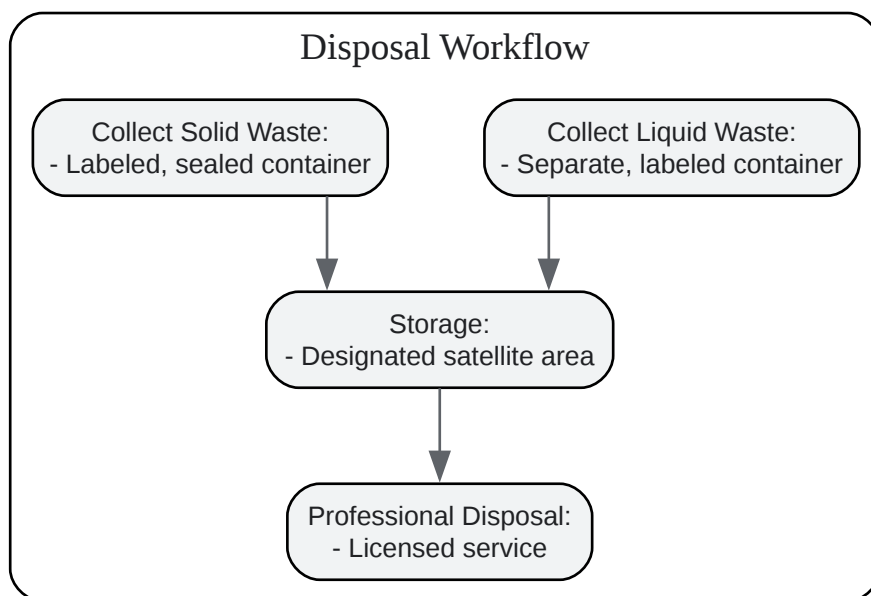 Disposal Workflow
Collect Solid Waste:
- Labeled, sealed container
Collect Liquid Waste:
- Separate, labeled container
Storage:
- Designated satellite area
Professional Disposal:
- Licensed service